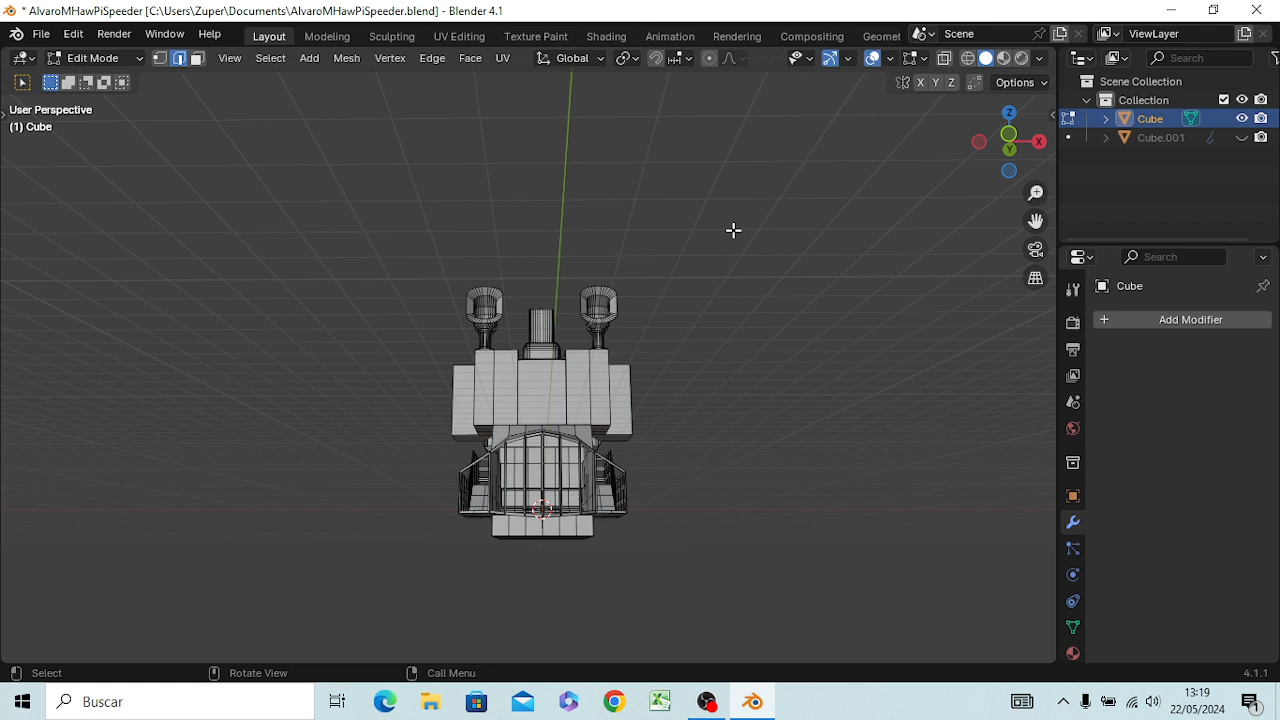 * AlvaroMHawPiSpeeder [C:\Users\Zuper\Documents\AlvaroMHawPiSpeeder.blend] - Blender 4.1
File Edit Render Window Help Layout Modeling Sculpting UV Editing Texture Paint Shading Animation Rendering Compositing Geomet Scene ViewLayer
Edit Mode View Select Add Mesh Vertex Edge Face UV Global Search
X Y Z Options
User Perspective
(1) Cube
Scene Collection
Collection
Cube
Cube.001
Z
X
Y
Search
Cube
Add Modifier
Select Rotate View Call Menu 4.1.1
Buscar
13:19
22/05/2024
1